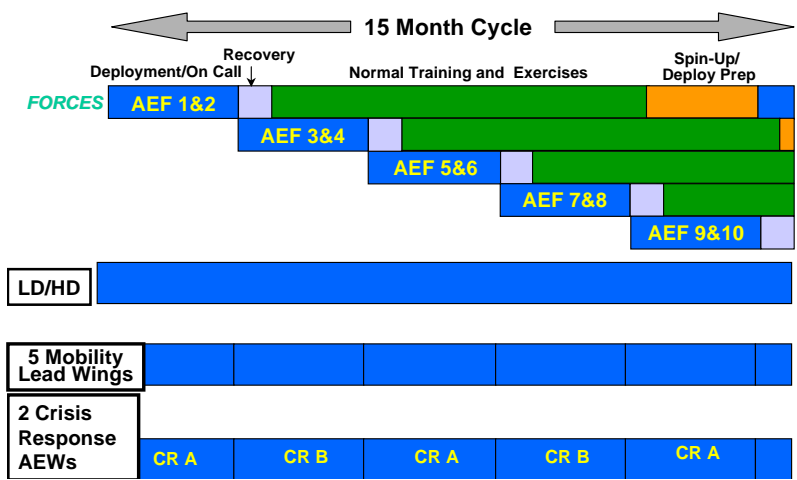 15 Month Cycle
Recovery
Spin-Up/
Deploy Prep
Deployment/On Call
Normal Training and Exercises
FORCES
AEF 1&2
AEF 3&4
AEF 5&6
AEF 7&8
AEF 9&10
LD/HD
5 Mobility
Lead Wings
2 Crisis
Response
AEWs
CR A
CR B
CR A
CR B
CR A